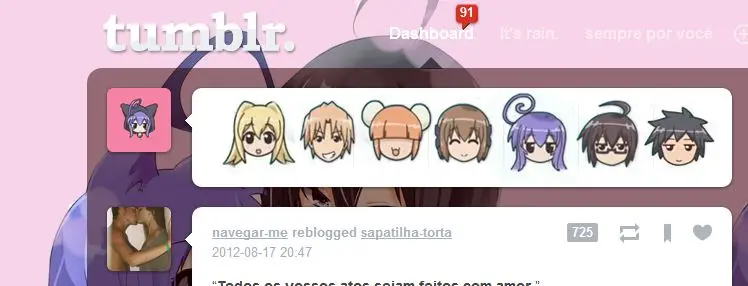 tumblr.
91
Dashboard It's rain. sempre por você
navegar-me reblogged sapatilha-torta 725
2012-08-17 20:47
“Todos os vossos atos sejam feitos com amor.”